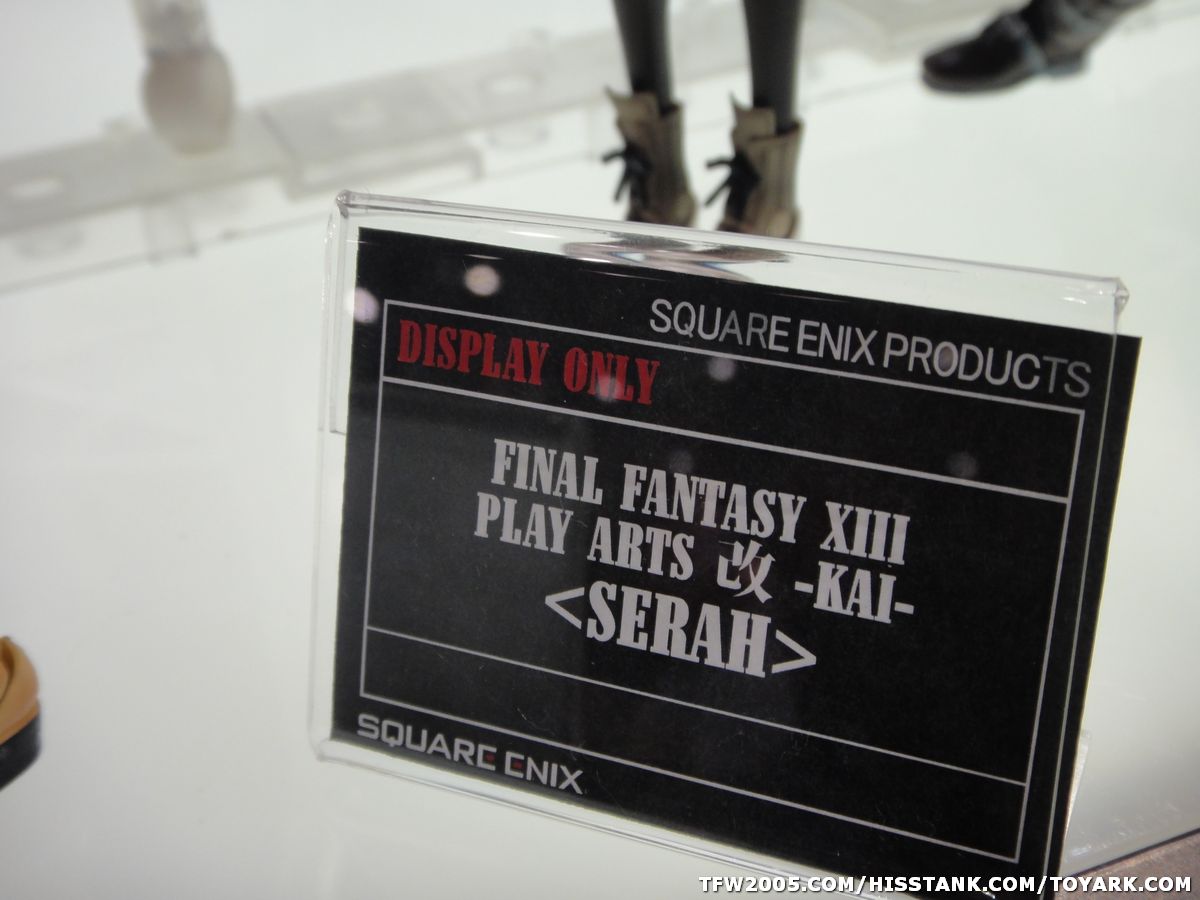 SQUARE ENIX PRODUCTS
DISPLAY ONLY
FINAL FANTASY XIII
PLAY ARTS 改 -KAI-
<SERAH>
SQUARE ENIX
TFW2005.COM/HISSTANK.COM/TOYARK.COM